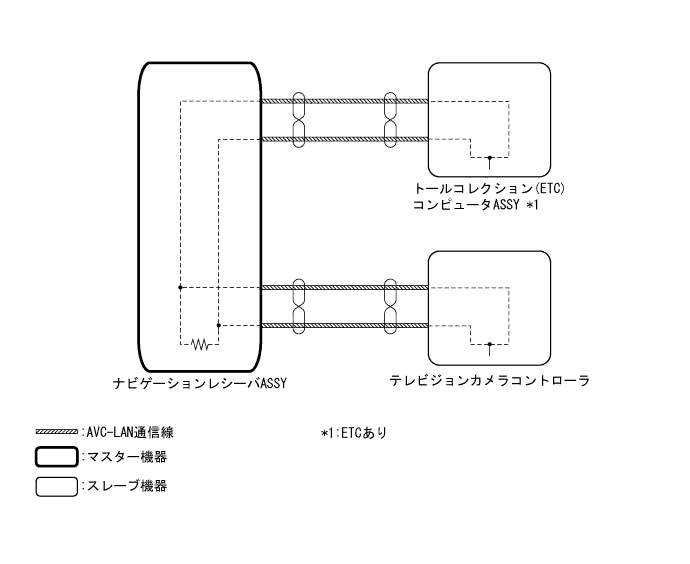 トールコレクション(ETC)
コンピュータASSY *1
ナビゲーションレシーバASSY
テレビジョンカメラコントローラ
:AVC-LAN通信線
*1:ETCあり
:マスター機器
:スレーブ機器